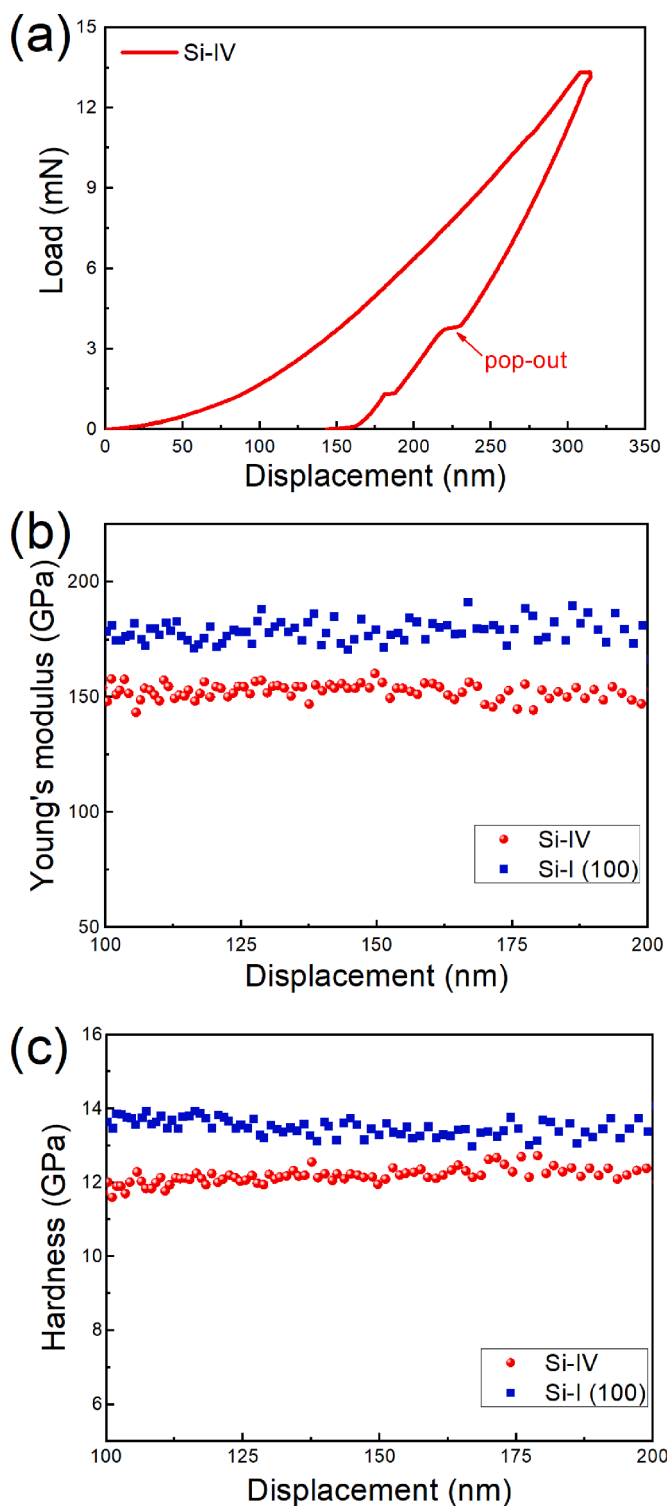 (a)
Si-IV
15
12
9
6
3
0
Load (mN)
pop-out
0 50 100 150 200 250 300 350
Displacement (nm)
(b)
200
150
100
50
Young's modulus (GPa)
Si-IV
Si-I (100)
100 125 150 175 200
Displacement (nm)
(c)
16
14
12
10
8
6
Hardness (GPa)
Si-IV
Si-I (100)
100 125 150 175 200
Displacement (nm)